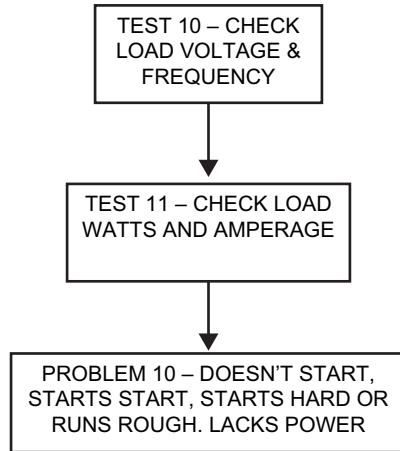 TEST 10 – CHECK
LOAD VOLTAGE &
FREQUENCY
TEST 11 – CHECK LOAD
WATTS AND AMPERAGE
PROBLEM 10 – DOESN’T START,
STARTS START, STARTS HARD OR
RUNS ROUGH. LACKS POWER